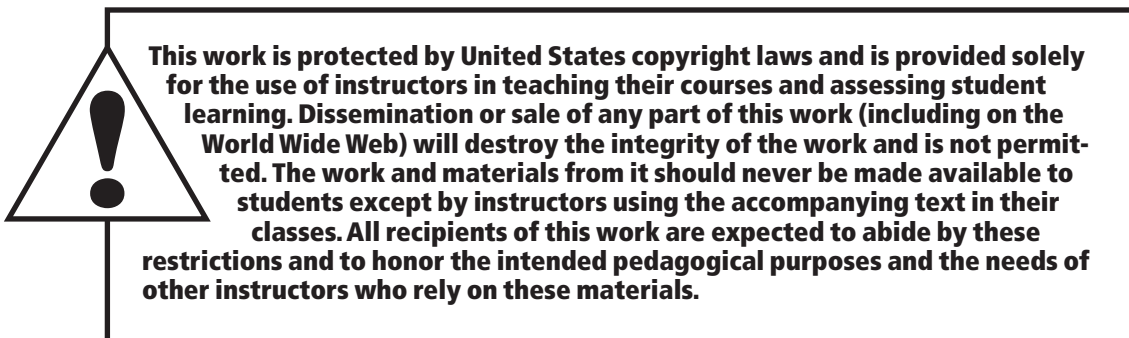 This work is protected by United States copyright laws and is provided solely
for the use of instructors in teaching their courses and assessing student
learning. Dissemination or sale of any part of this work (including on the
World Wide Web) will destroy the integrity of the work and is not permit-
ted. The work and materials from it should never be made available to
students except by instructors using the accompanying text in their
classes. All recipients of this work are expected to abide by these
restrictions and to honor the intended pedagogical purposes and the needs of
other instructors who rely on these materials.